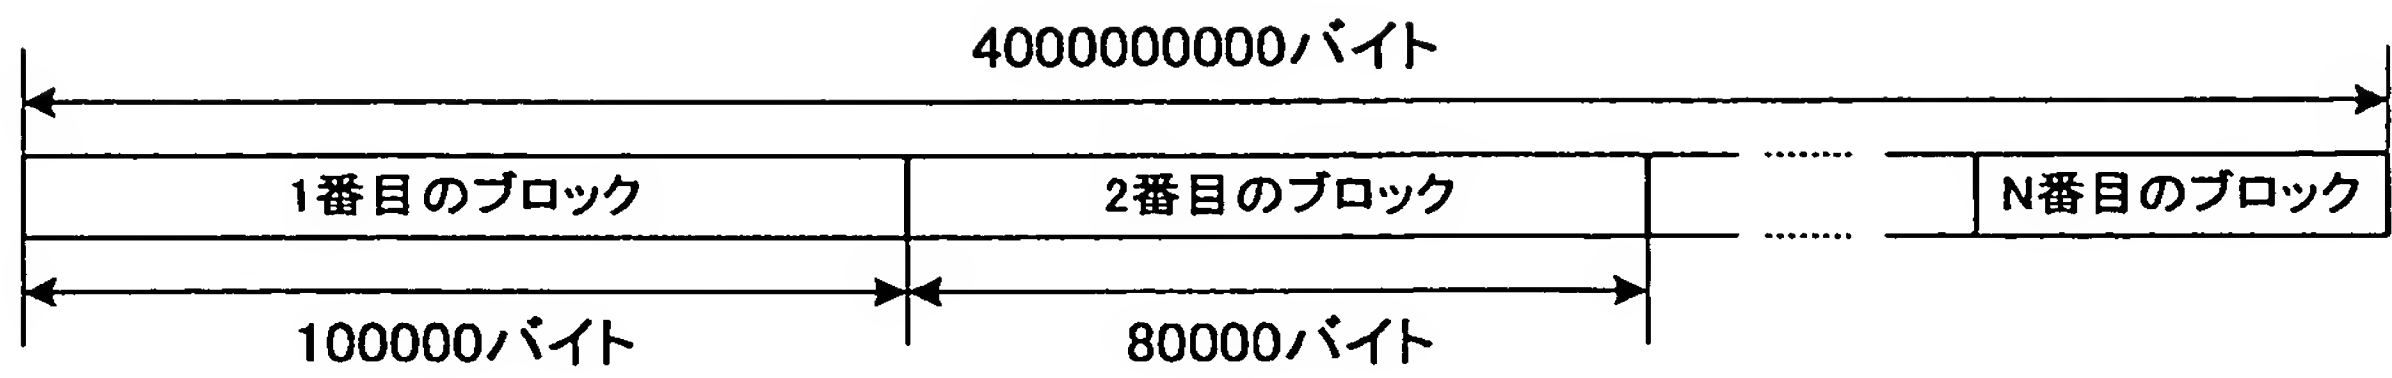 4000000000バイト
1番目のブロック 2番目のブロック ........ N番目のブロック
100000バイト 80000バイト